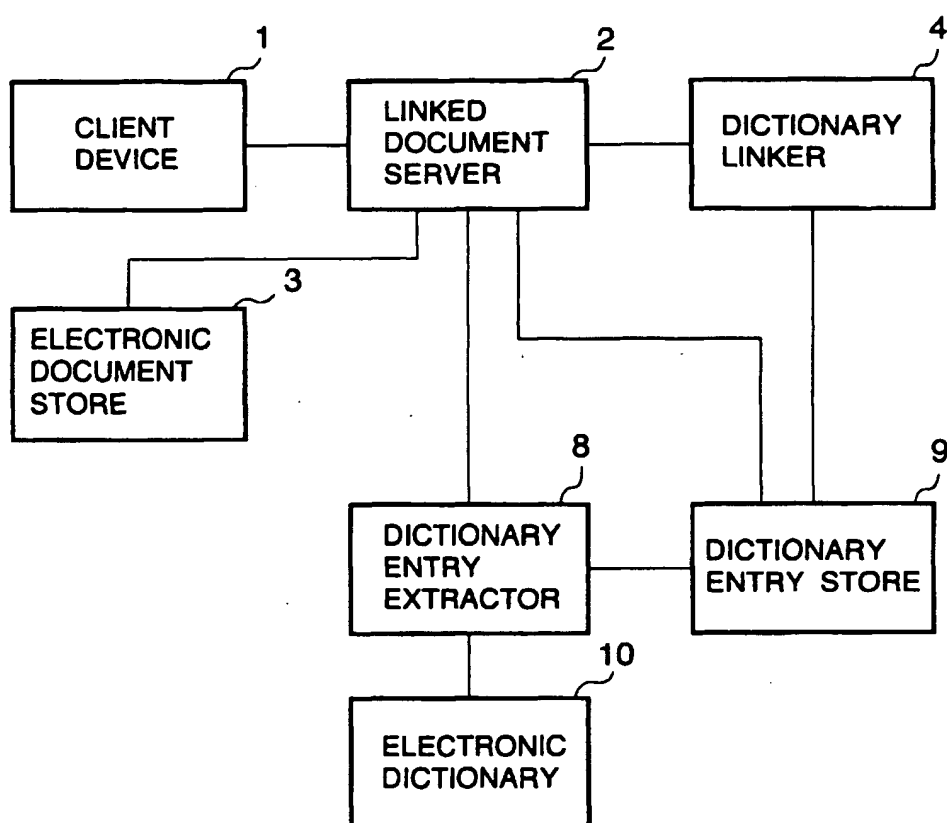 1
2
4
CLIENT
DEVICE
LINKED
DOCUMENT
SERVER
DICTIONARY
LINKER
3
ELECTRONIC
DOCUMENT
STORE
8
9
DICTIONARY
ENTRY
EXTRACTOR
DICTIONARY
ENTRY STORE
10
ELECTRONIC
DICTIONARY